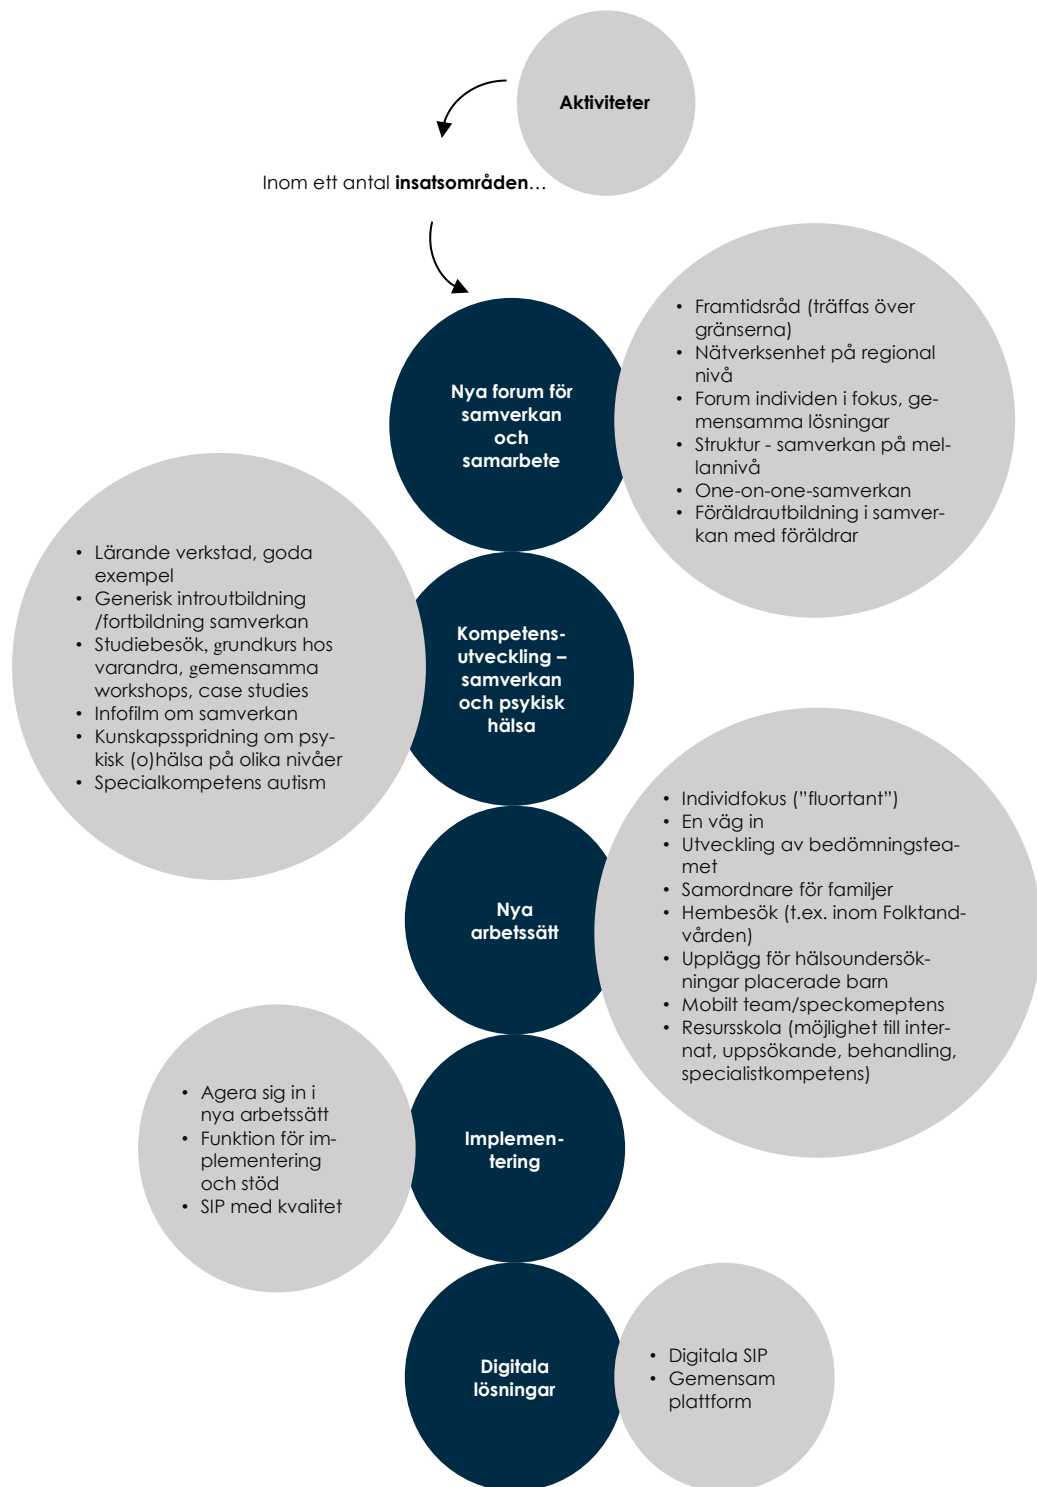 Aktiviteter
Inom ett antal insatsområden…
Nya forum för
samverkan
och
samarbete
• Framtidsråd (träffas över
gränserna)
• Nätverksenhet på regional
nivå
• Forum individen i fokus, ge-
mensamma lösningar
• Struktur - samverkan på mel-
lannivå
• One-on-one-samverkan
• Föräldrautbildning i samver-
kan med föräldrar
• Lärande verkstad, goda
exempel
• Generisk introutbildning
/fortbildning samverkan
• Studiebesök, grundkurs hos
varandra, gemensamma
workshops, case studies
• Infofilm om samverkan
• Kunskapsspridning om psy-
kisk (o)hälsa på olika nivåer
• Specialkompetens autism
Kompetens-
utveckling –
samverkan
och psykisk
hälsa
Nya
arbetssätt
• Individfokus (”fluortant”)
• En väg in
• Utveckling av bedömningstea-
met
• Samordnare för familjer
• Hembesök (t.ex. inom Folktand-
vården)
• Upplägg för hälsoundersök-
ningar placerade barn
• Mobilt team/speckomeptens
• Resursskola (möjlighet till inter-
nat, uppsökande, behandling,
specialistkompetens)
• Agera sig in i
nya arbetssätt
• Funktion för im-
plementering
och stöd
• SIP med kvalitet
Implemen-
tering
Digitala
lösningar
• Digitala SIP
• Gemensam
plattform